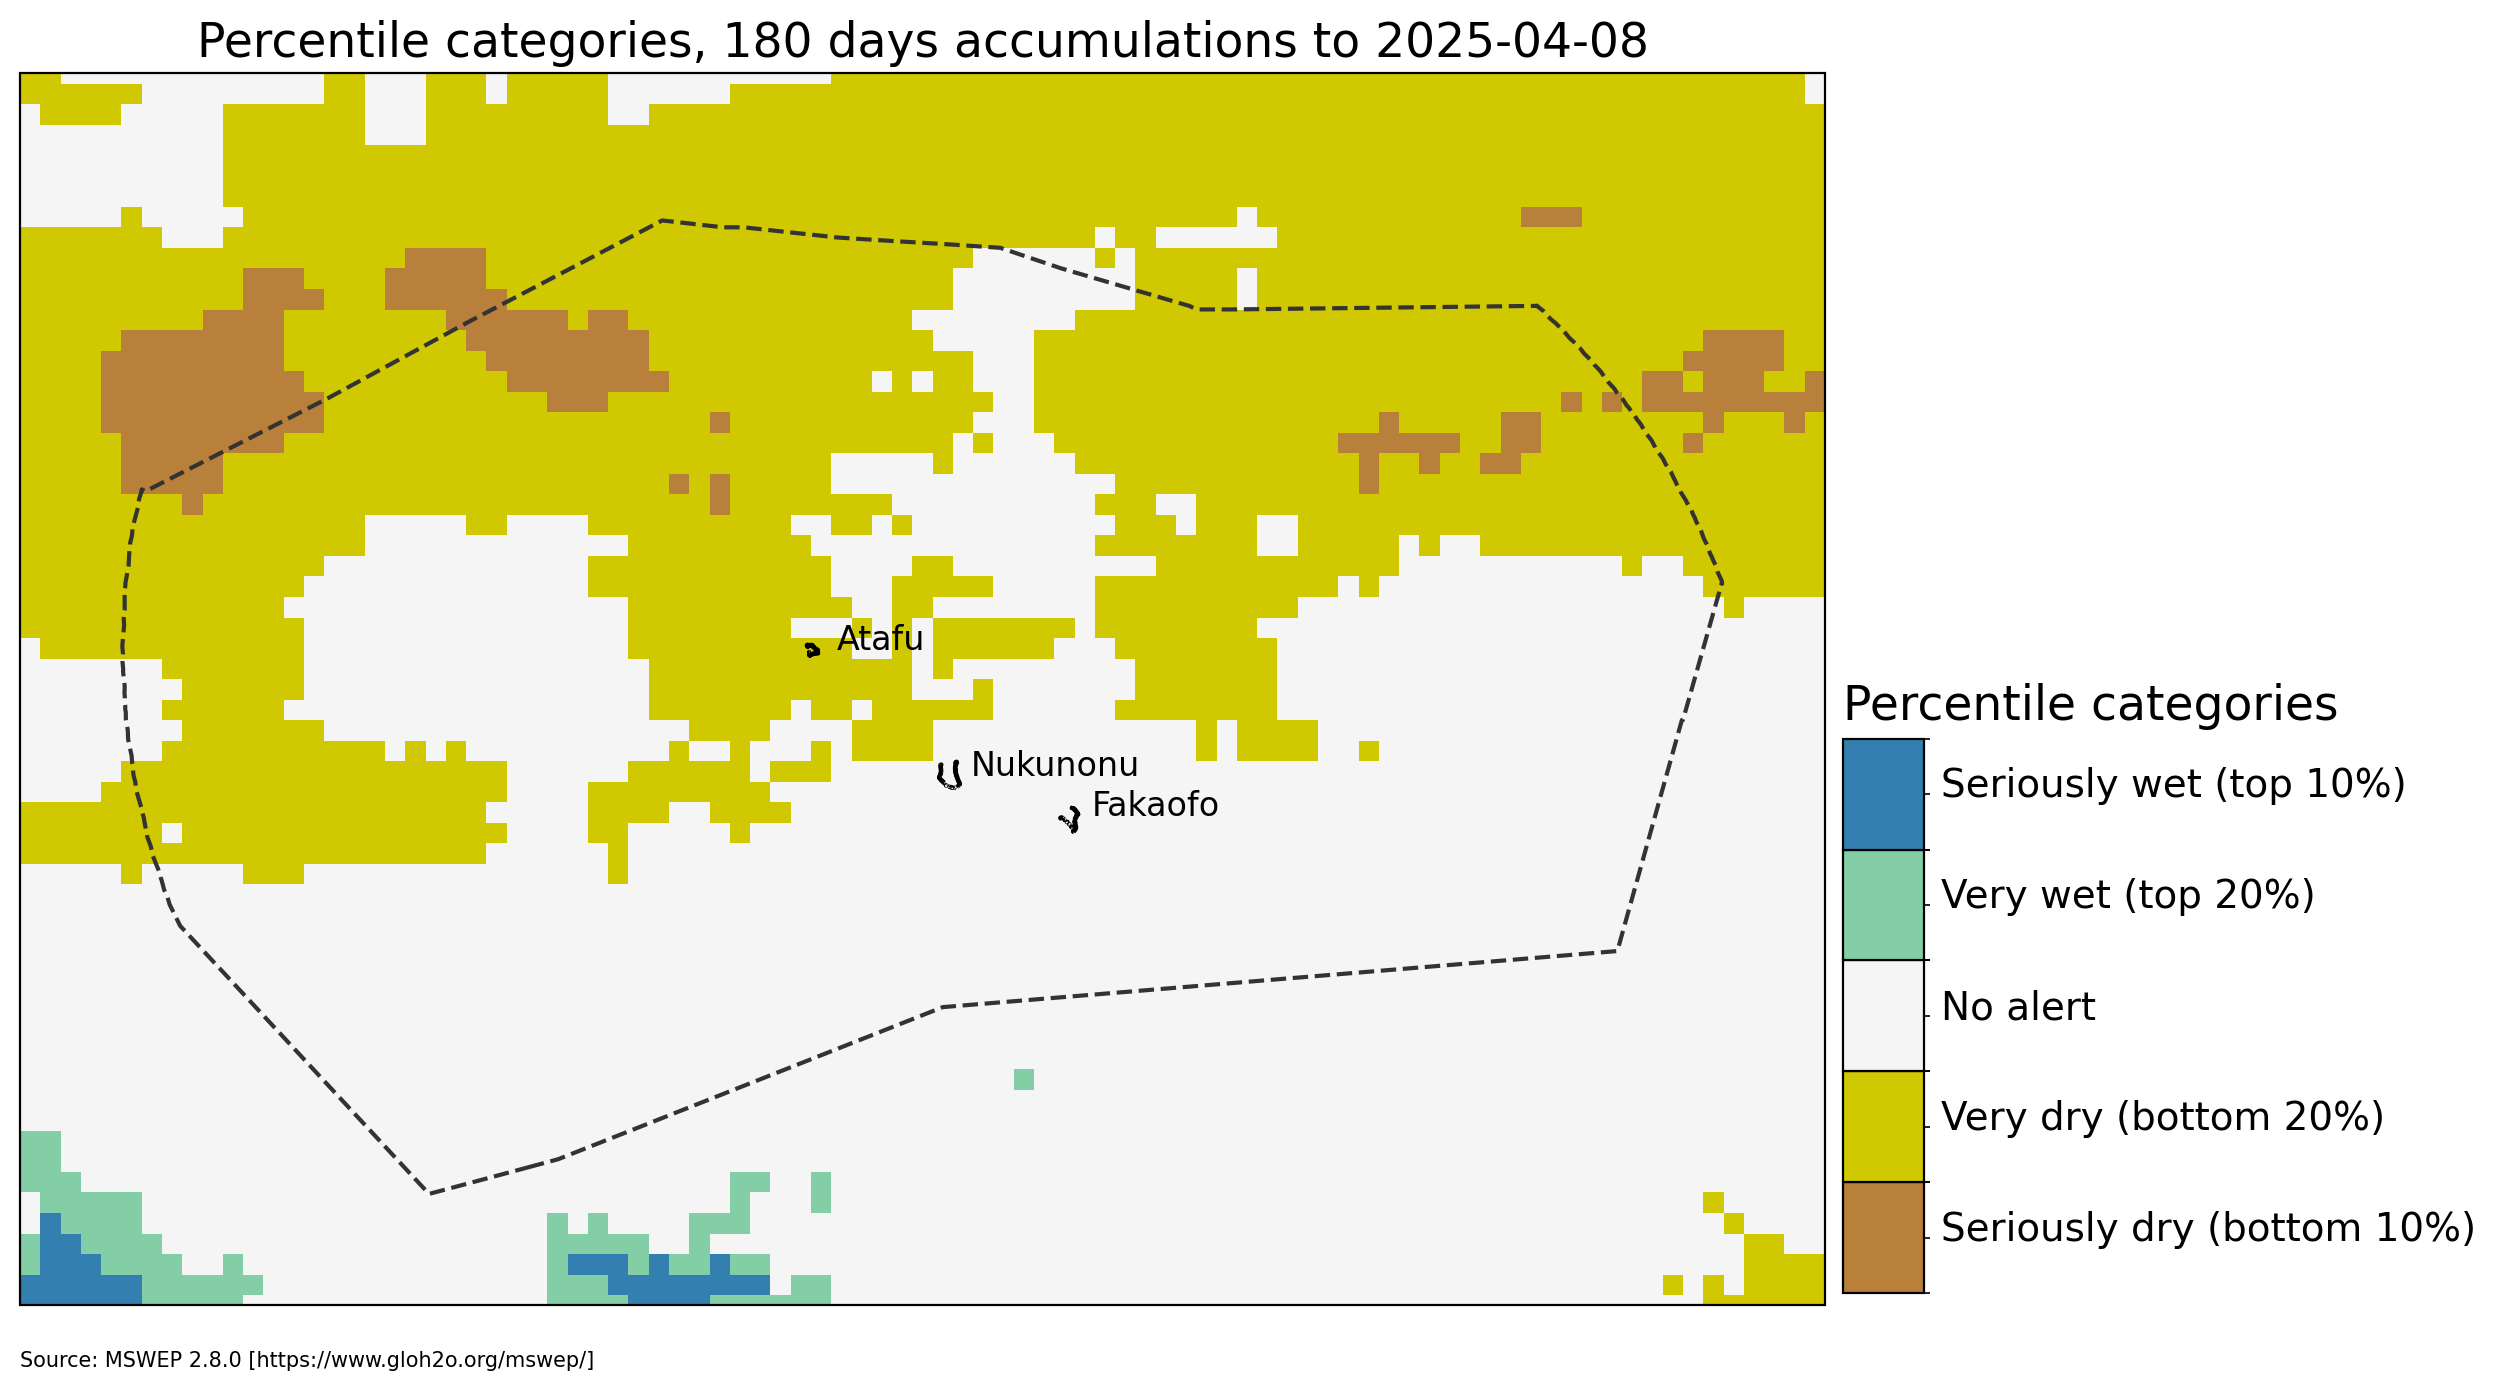 Percentile categories, 180 days accumulations to 2025-04-08
Atafu
Nukunonu
Fakaofo
Percentile categories
Seriously wet (top 10%)
Very wet (top 20%)
No alert
Very dry (bottom 20%)
Seriously dry (bottom 10%)
Source: MSWEP 2.8.0 [https://www.gloh2o.org/mswep/]